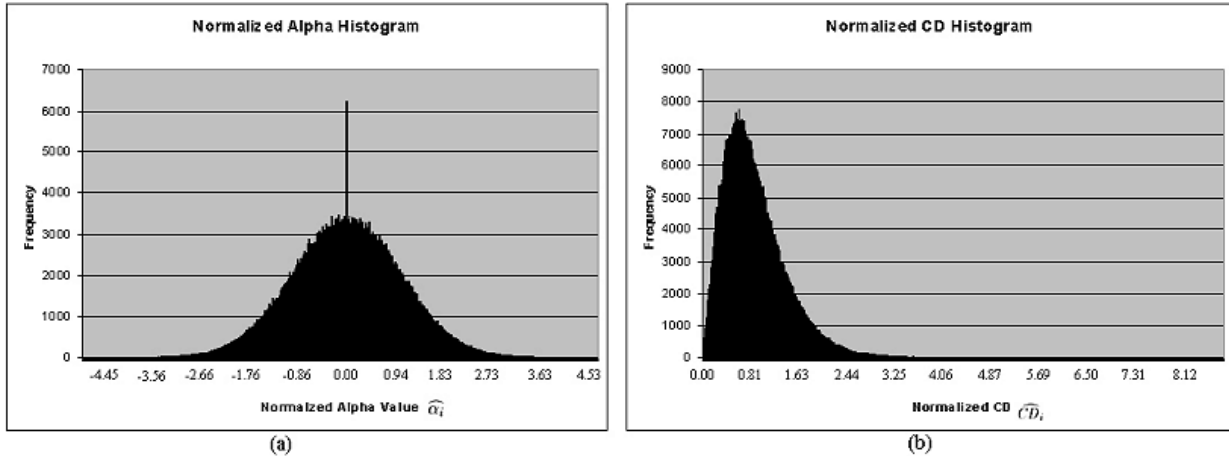 Normalized Alpha Histogram
7000
6000
5000
4000
3000
2000
1000
0
Frequency
-4.45 -3.56 -2.66 -1.76 -0.86 0.00 0.94 1.83 2.73 3.63 4.53
Normalzed Alpha Value α̂ᵢ
(a)
Normalized CD Histogram
9000
8000
7000
6000
5000
4000
3000
2000
1000
0
Frequency
0.00 0.81 1.63 2.44 3.25 4.06 4.87 5.69 6.50 7.31 8.12
Normalized CD ĈDᵢ
(b)